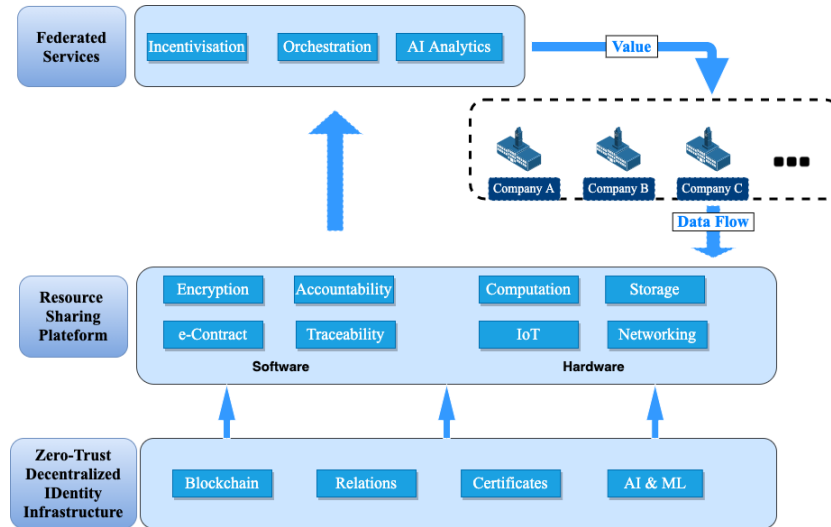 Federated
Services
Incentivisation
Orchestration
AI Analytics
Value
Company A
Company B
Company C
Data Flow
Resource
Sharing
Plateform
Encryption
Accountability
Computation
Storage
e-Contract
Traceability
IoT
Networking
Software
Hardware
Zero-Trust
Decentralized
IDentity
Infrastructure
Blockchain
Relations
Certificates
AI & ML